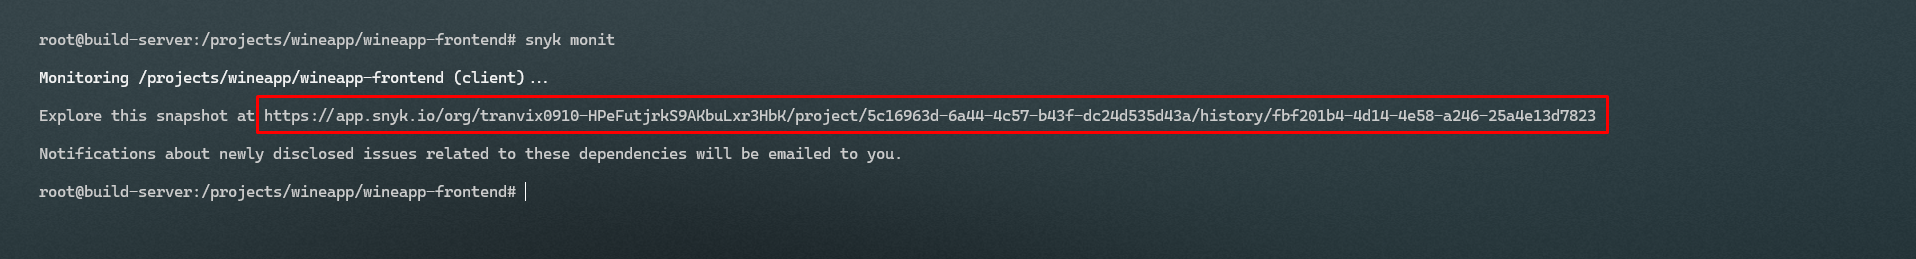 root@build-server:/projects/wineapp/wineapp-frontend# snyk monit
Monitoring /projects/wineapp/wineapp-frontend (client)...
Explore this snapshot at https://app.snyk.io/org/tranvix0910-HPeFutjrkS9AKbuLxr3HbK/project/5c16963d-6a44-4c57-b43f-dc24d535d43a/history/fbf201b4-4d14-4e58-a246-25a4e13d7823
Notifications about newly disclosed issues related to these dependencies will be emailed to you.
root@build-server:/projects/wineapp/wineapp-frontend#